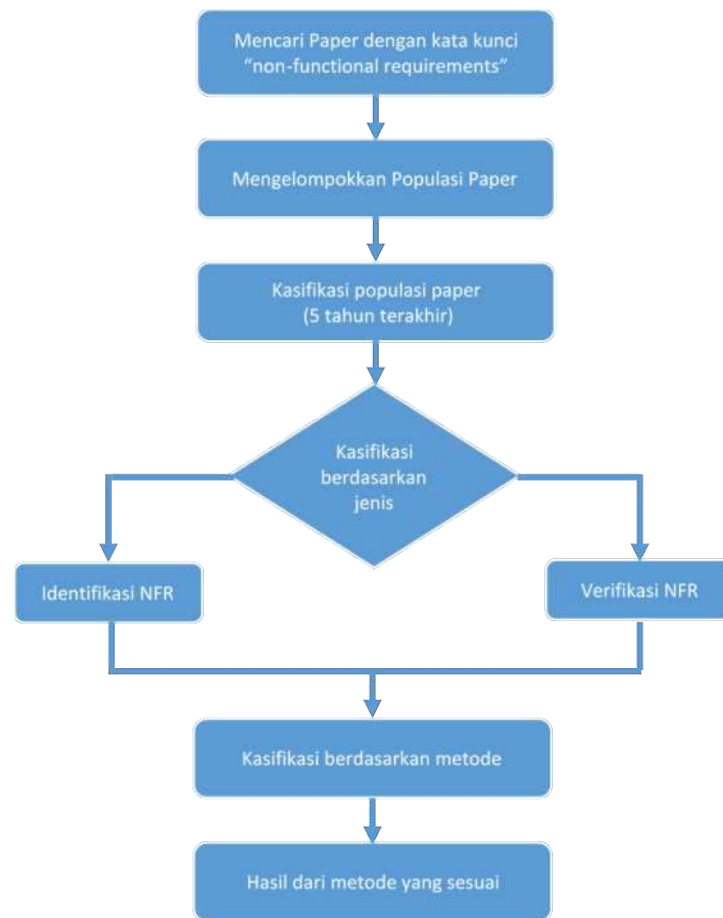 Mencari Paper dengan kata kunci
“non-functional requirements”
Mengelompokkan Populasi Paper
Kasifikasi populasi paper
(5 tahun terakhir)
Kasifikasi
berdasarkan
jenis
Identifikasi NFR
Verifikasi NFR
Kasifikasi berdasarkan metode
Hasil dari metode yang sesuai